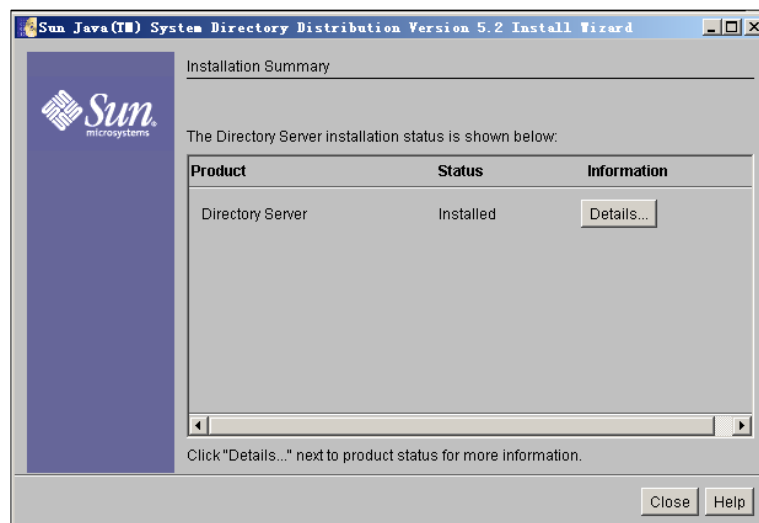 Sun Java(TM) System Directory Distribution Version 5.2 Install Wizard
Sun
microsystems
Installation Summary
The Directory Server installation status is shown below:
Product Status Information
Directory Server Installed Details...
Click "Details..." next to product status for more information.
Close Help